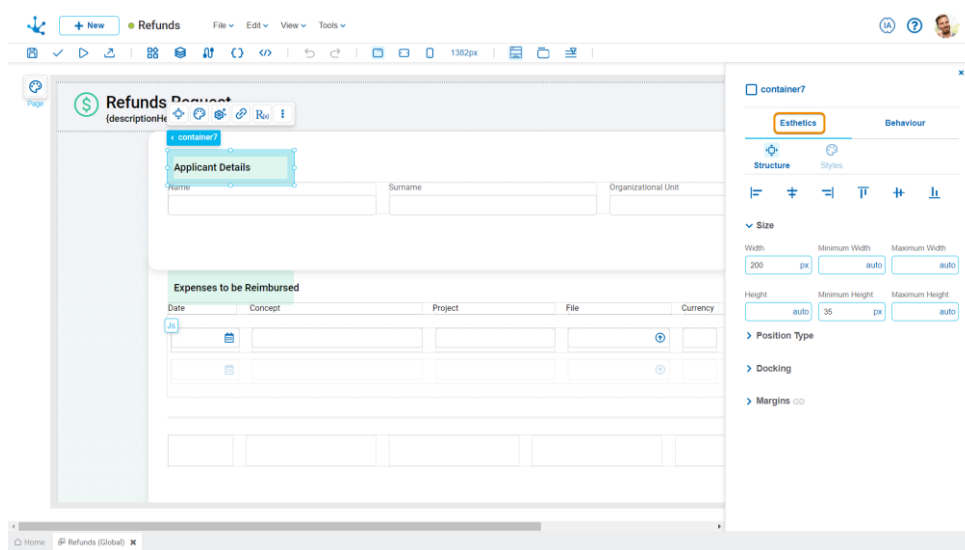 + New
Refunds
File
Edit
View
Tools
(IA)
?
1382px
Page
Refunds Request
{descriptionHe
R(x)
container7
Applicant Details
Name
Surname
Organizational Unit
Expenses to be Reimbursed
Date
Concept
Project
File
Currency
Js
container7
Esthetics
Behaviour
Structure
Styles
Size
Width
Minimum Width
Maximum Width
200 px
auto
auto
Height
Minimum Height
Maximum Height
auto
35 px
auto
Position Type
Docking
Margins
Home
Refunds (Global)